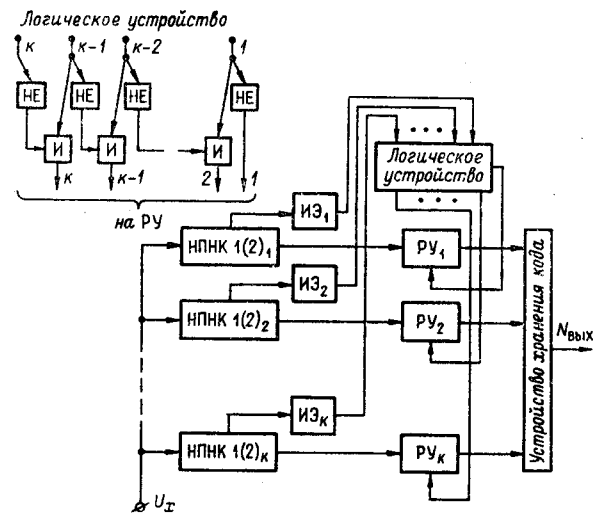 Логическое устройство
к к-1 к-2 1
НЕ НЕ НЕ НЕ
И И И
к к-1 2 1
на РУ
Логическое устройство
ИЭ₁
НПНК 1(2)₁ РУ₁
ИЭ₂
НПНК 1(2)₂ РУ₂
ИЭк
НПНК 1(2)к РУк
Устройство хранения кода
Nвых
Uх